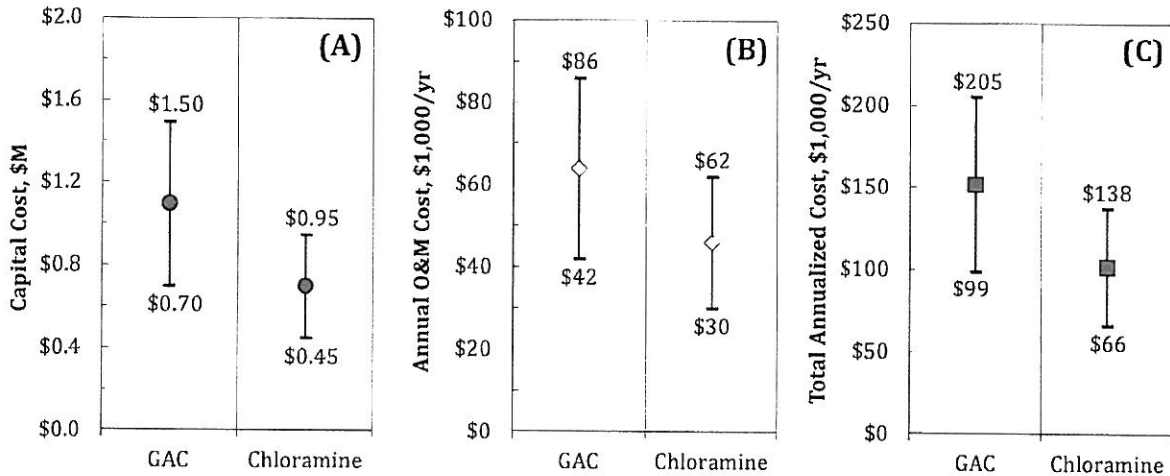 Capital Cost, $M
$2.0
$1.6
$1.2
$0.8
$0.4
$0.0
(A)
$1.50
$0.70
$0.95
$0.45
GAC
Chloramine
Annual O&M Cost, $1,000/yr
$100
$80
$60
$40
$20
$0
(B)
$86
$42
$62
$30
GAC
Chloramine
Total Annualized Cost, $1,000/yr
$250
$200
$150
$100
$50
$0
(C)
$205
$99
$138
$66
GAC
Chloramine